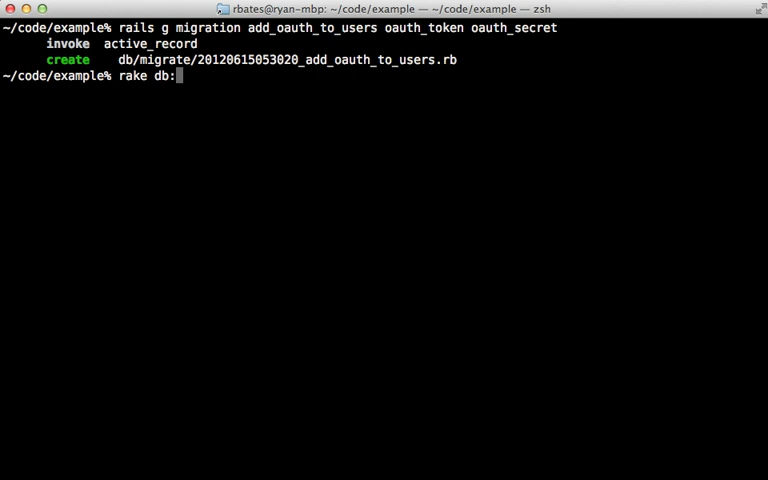 rbates@ryan-mbp: ~/code/example — ~/code/example — zsh
~/code/example% rails g migration add_oauth_to_users oauth_token oauth_secret
invoke active_record
create db/migrate/20120615053020_add_oauth_to_users.rb
~/code/example% rake db: